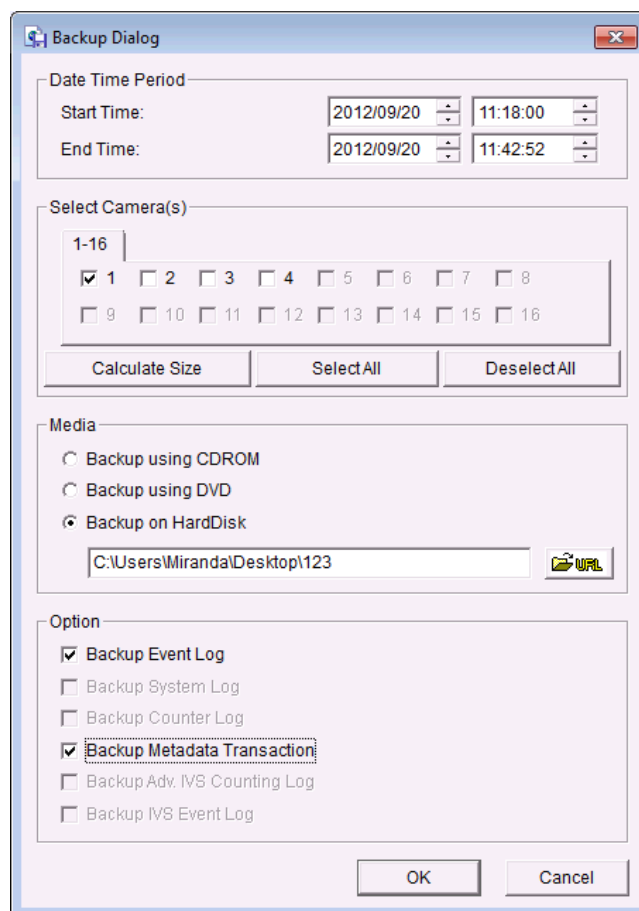 Backup Dialog
Date Time Period
Start Time: 2012/09/20 11:18:00
End Time: 2012/09/20 11:42:52
Select Camera(s)
1-16
1 2 3 4 5 6 7 8
9 10 11 12 13 14 15 16
Calculate Size Select All Deselect All
Media
Backup using CDROM
Backup using DVD
Backup on HardDisk
C:\Users\Miranda\Desktop\123 URL
Option
Backup Event Log
Backup System Log
Backup Counter Log
Backup Metadata Transaction
Backup Adv. IVS Counting Log
Backup IVS Event Log
OK Cancel